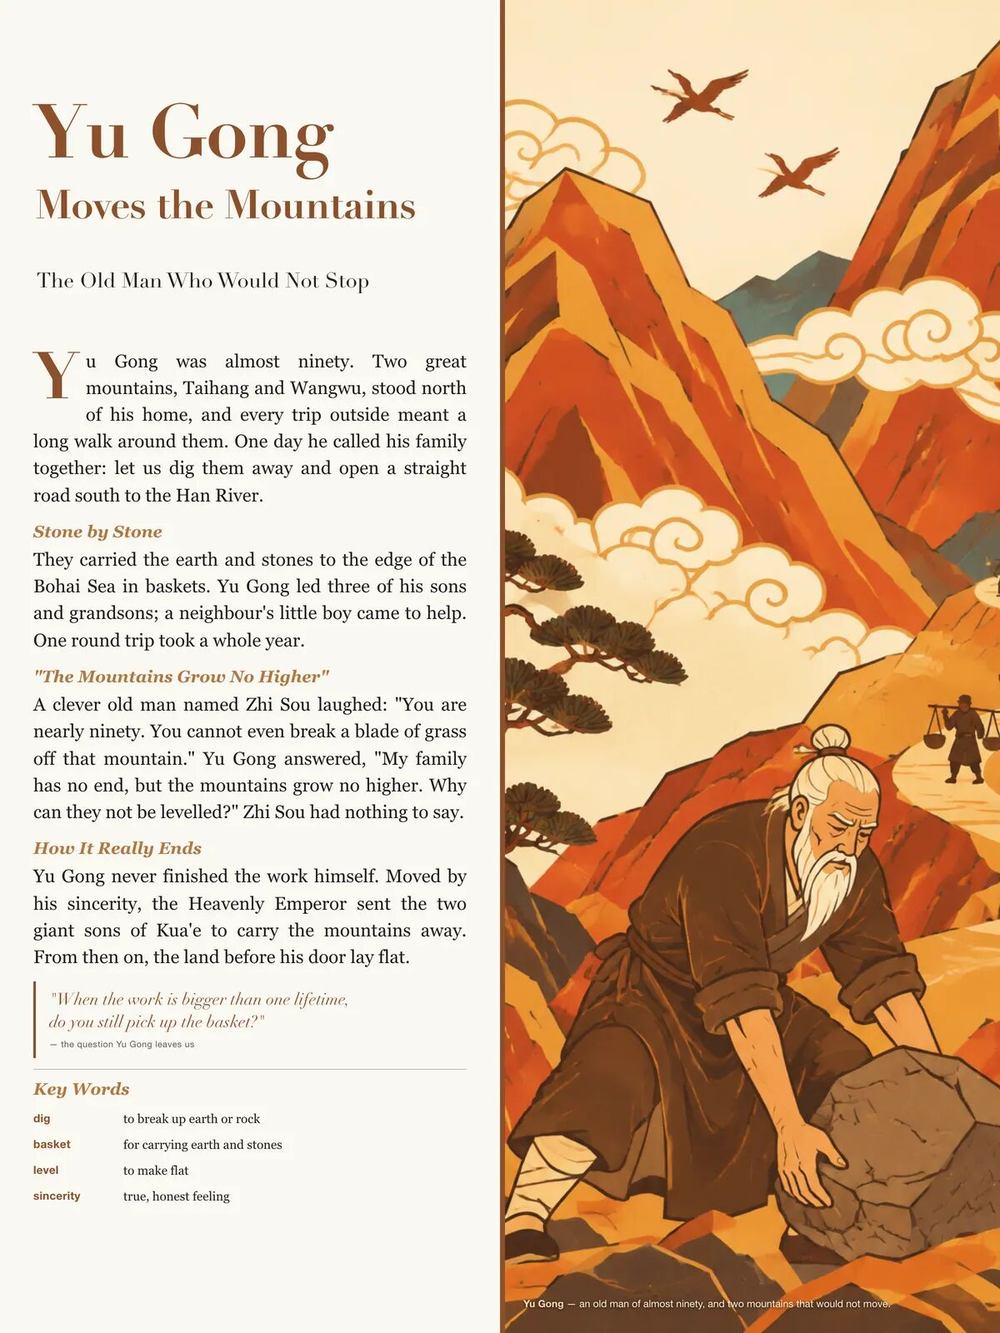 Yu Gong
Moves the Mountains
The Old Man Who Would Not Stop
Yu Gong was almost ninety. Two great
mountains, Taihang and Wangwu, stood north
of his home, and every trip outside meant a
long walk around them. One day he called his family
together: let us dig them away and open a straight
road south to the Han River.
Stone by Stone
They carried the earth and stones to the edge of the
Bohai Sea in baskets. Yu Gong led three of his sons
and grandsons; a neighbour's little boy came to help.
One round trip took a whole year.
"The Mountains Grow No Higher"
A clever old man named Zhi Sou laughed: "You are
nearly ninety. You cannot even break a blade of grass
off that mountain." Yu Gong answered, "My family
has no end, but the mountains grow no higher. Why
can they not be levelled?" Zhi Sou had nothing to say.
How It Really Ends
Yu Gong never finished the work himself. Moved by
his sincerity, the Heavenly Emperor sent the two
giant sons of Kua'e to carry the mountains away.
From then on, the land before his door lay flat.
"When the work is bigger than one lifetime,
do you still pick up the basket?"
— the question Yu Gong leaves us
Key Words
dig to break up earth or rock
basket for carrying earth and stones
level to make flat
sincerity true, honest feeling
Yu Gong — an old man of almost ninety, and two mountains that would not move.